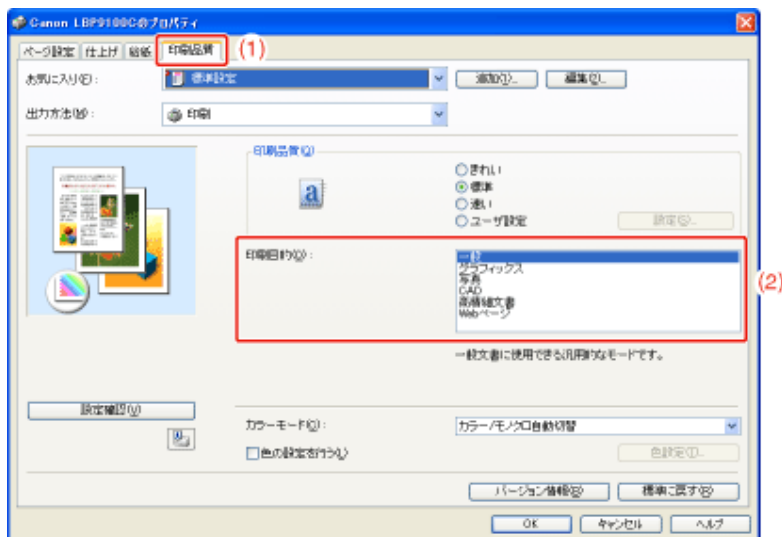 Canon LBP9100Cのプロパティ
ページ設定 仕上げ 給紙 印刷品質 (1)
お気に入り(F): 標準設定 追加(1)... 編集(2)...
出力方法(M): 印刷
印刷品質(Q)
きれい
標準
速い
ユーザ設定 設定(S)...
印刷目的(O):
一般
グラフィックス
写真
CAD
高精細文書
Webページ
(2)
一般文書に使用できる汎用的なモードです。
設定確認(V)
カラーモード(C): カラー/モノクロ自動切替
色の設定を行う(L) 色設定(T)...
バージョン情報(B) 標準に戻す(R)
OK キャンセル ヘルプ